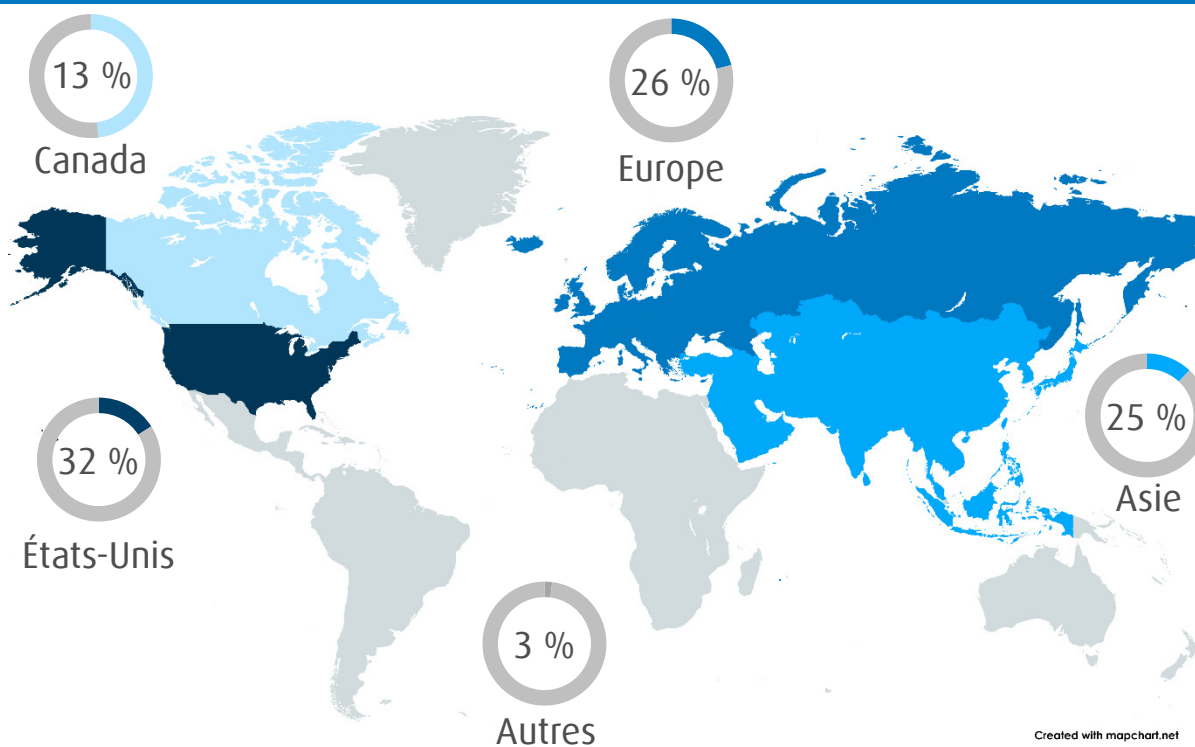 13 %
Canada
26 %
Europe
32 %
États-Unis
25 %
Asie
3 %
Autres
Created with mapchart.net